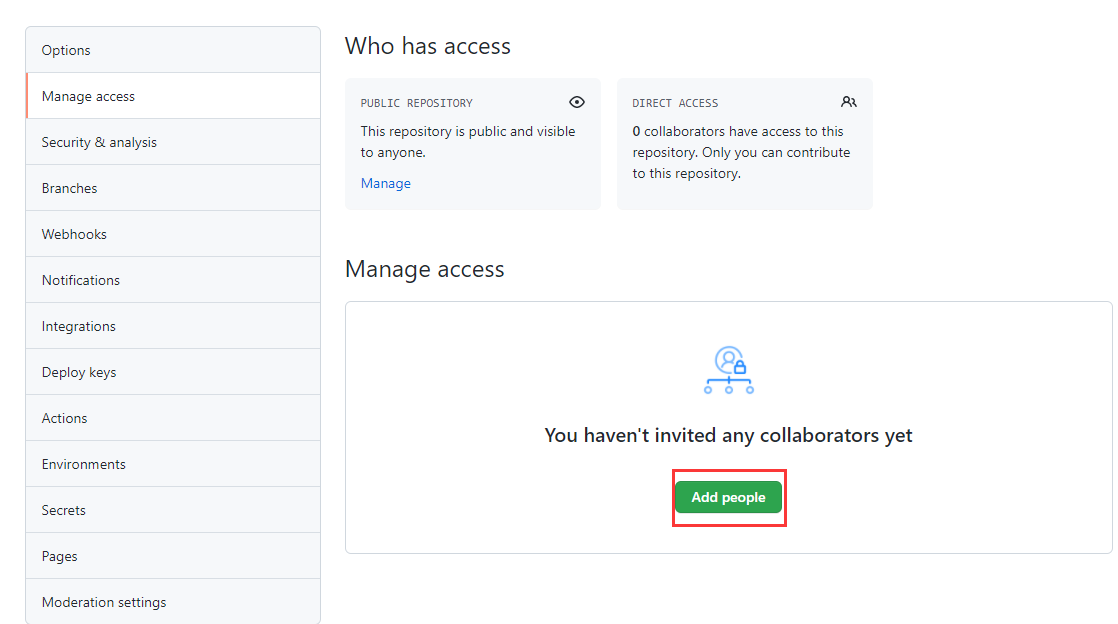 Options
Manage access
Security & analysis
Branches
Webhooks
Notifications
Integrations
Deploy keys
Actions
Environments
Secrets
Pages
Moderation settings
Who has access
PUBLIC REPOSITORY
This repository is public and visible
to anyone.
Manage
DIRECT ACCESS
0 collaborators have access to this
repository. Only you can contribute
to this repository.
Manage access
You haven't invited any collaborators yet
Add people